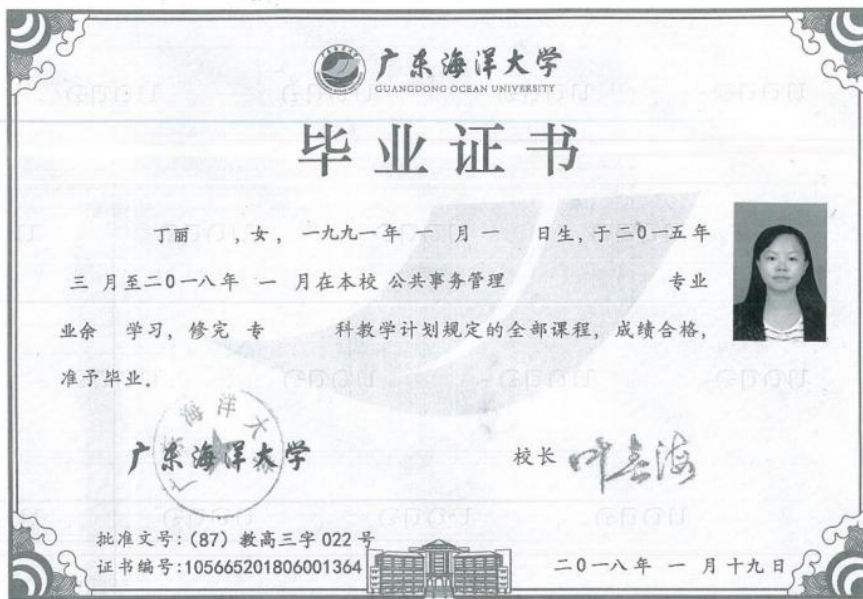 广东海洋大学
GUANGDONG OCEAN UNIVERSITY
毕业证书
丁丽 ,女, 一九九一年 一 月 一 日生,于二0一五年
三 月至二0一八年 一 月在本校 公共事务管理 专业
业余 学习, 修完 专 科教学计划规定的全部课程, 成绩合格,
准予毕业。
广东海洋大学
校长 叶春海
批准文号:(87) 教高三字 022 号
证书编号:105665201806001364
二0一八年 一 月十九日